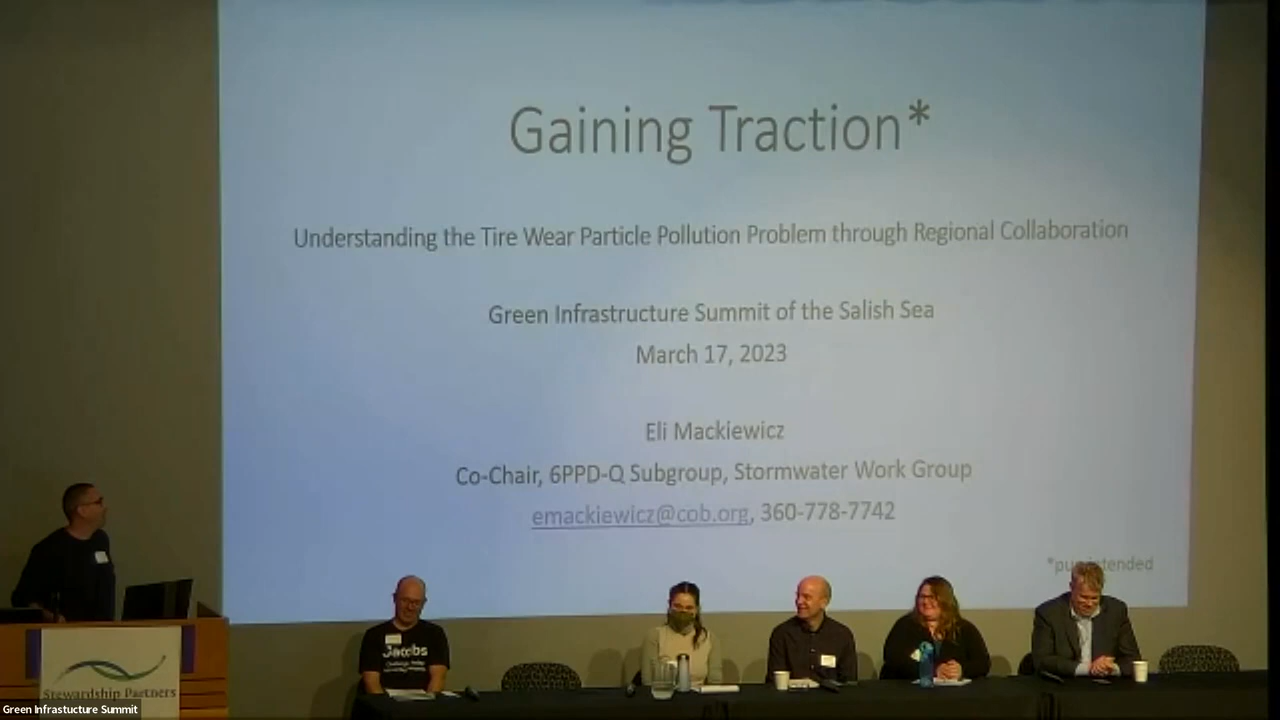 Gaining Traction*
Understanding the Tire Wear Particle Pollution Problem through Regional Collaboration
Green Infrastructure Summit of the Salish Sea
March 17, 2023
Eli Mackiewicz
Co-Chair, 6PPD-Q Subgroup, Stormwater Work Group
emackiewicz@cob.org, 360-778-7742
Jacobs
Stewardship Partners
Green Infrastucture Summit